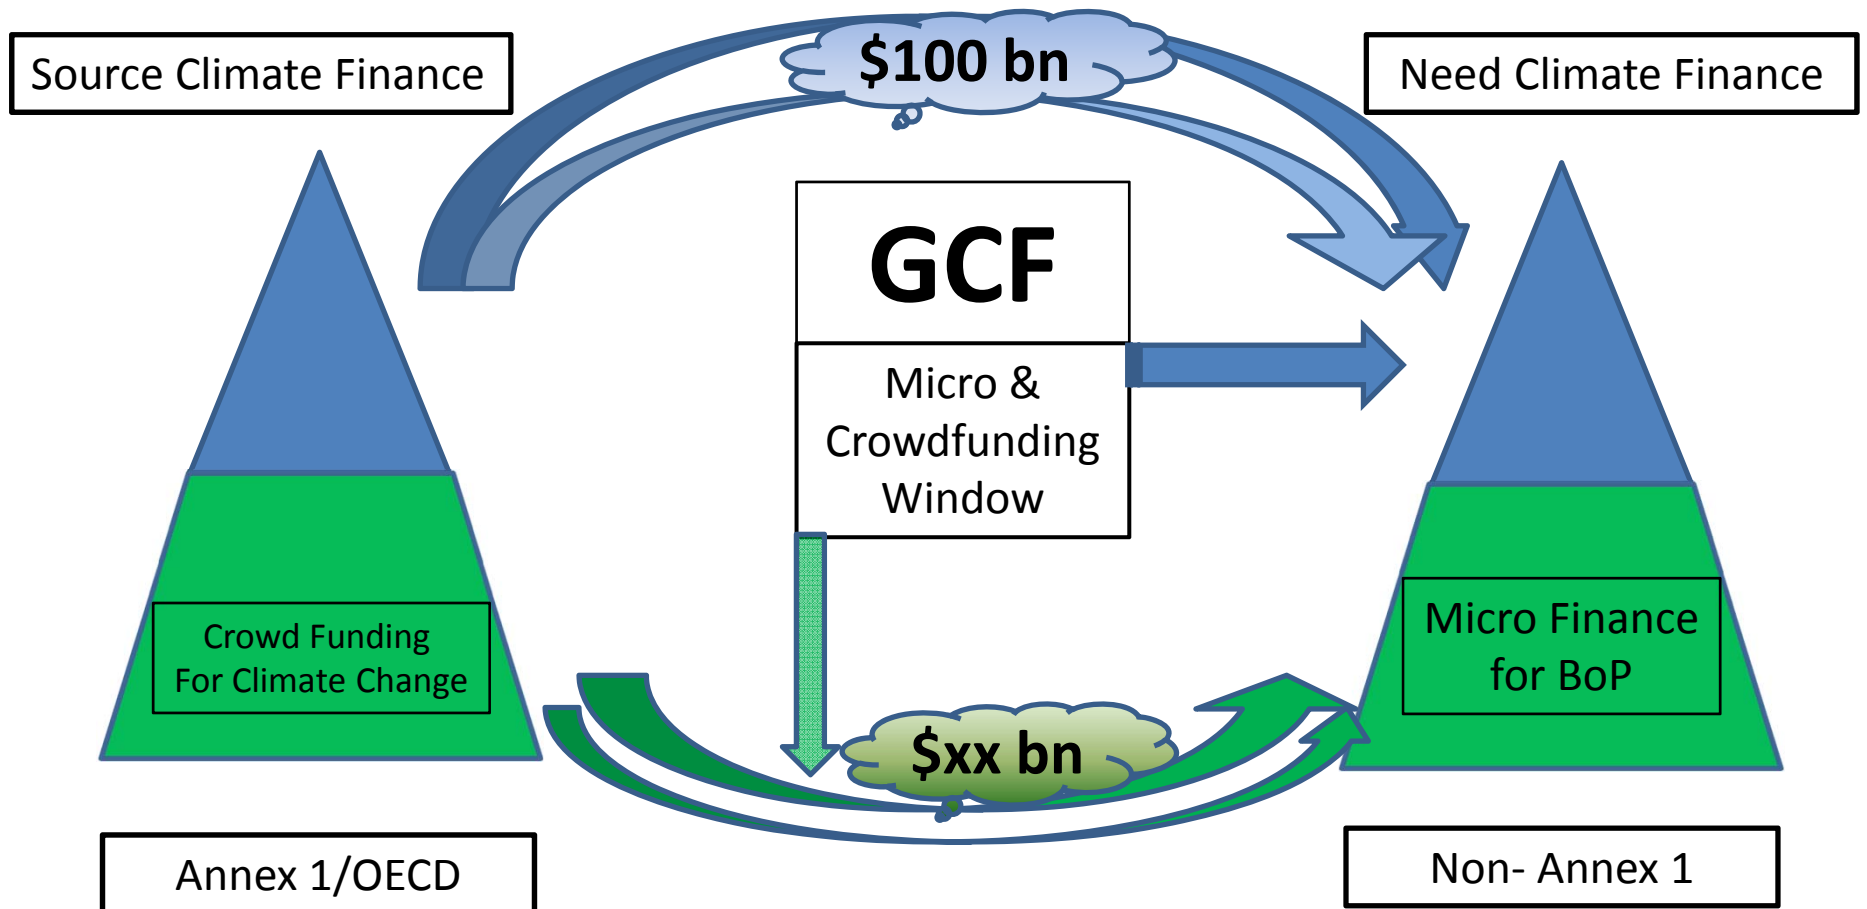 Source Climate Finance
$100 bn
Need Climate Finance
GCF
Micro &
Crowdfunding
Window
Crowd Funding
For Climate Change
Micro Finance
for BoP
$xx bn
Annex 1/OECD
Non- Annex 1